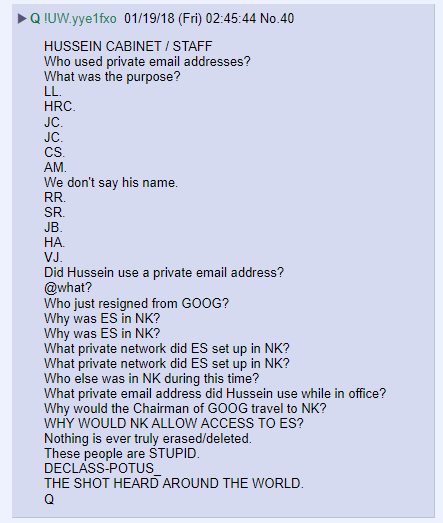 ▶ Q !UW.yye1fxo 01/19/18 (Fri) 02:45:44 No.40
HUSSEIN CABINET / STAFF
Who used private email addresses?
What was the purpose?
LL.
HRC.
JC.
JC.
CS.
AM.
We don't say his name.
RR.
SR.
JB.
HA.
VJ.
Did Hussein use a private email address?
@what?
Who just resigned from GOOG?
Why was ES in NK?
Why was ES in NK?
What private network did ES set up in NK?
What private network did ES set up in NK?
Who else was in NK during this time?
What private email address did Hussein use while in office?
Why would the Chairman of GOOG travel to NK?
WHY WOULD NK ALLOW ACCESS TO ES?
Nothing is ever truly erased/deleted.
These people are STUPID.
DECLASS-POTUS_
THE SHOT HEARD AROUND THE WORLD.
Q